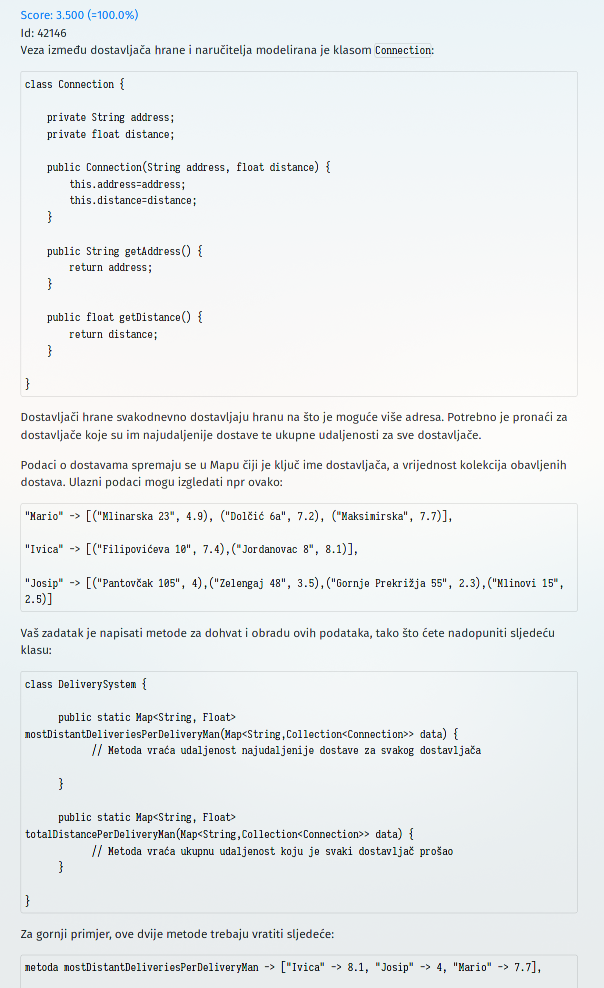 Score: 3.500 (=100.0%)
Id: 42146
Veza između dostavljača hrane i naručitelja modelirana je klasom Connection:
class Connection {
private String address;
private float distance;
public Connection(String address, float distance) {
this.address=address;
this.distance=distance;
}
public String getAddress() {
return address;
}
public float getDistance() {
return distance;
}
}
Dostavljači hrane svakodnevno dostavljaju hranu na što je moguće više adresa. Potrebno je pronaći za
dostavljače koje su im najudaljenije dostave te ukupne udaljenosti za sve dostavljače.
Podaci o dostavama spremaju se u Mapu čiji je ključ ime dostavljača, a vrijednost kolekcija obavljenih
dostava. Ulazni podaci mogu izgledati npr ovako:
"Mario" -> [("Mlinarska 23", 4.9), ("Dolčić 6a", 7.2), ("Maksimirska", 7.7)],
"Ivica" -> [("Filipovićeva 10", 7.4),("Jordanovac 8", 8.1)],
"Josip" -> [("Pantovčak 105", 4),("Zelengaj 48", 3.5),("Gornje Prekrižja 55", 2.3),("Mlinovi 15",
2.5)]
Vaš zadatak je napisati metode za dohvat i obradu ovih podataka, tako što ćete nadopuniti sljedeću
klasu:
class DeliverySystem {
public static Map<String, Float>
mostDistantDeliveriesPerDeliveryMan(Map<String,Collection<Connection>> data) {
// Metoda vraća udaljenost najudaljenije dostave za svakog dostavljača
}
public static Map<String, Float>
totalDistancePerDeliveryMan(Map<String,Collection<Connection>> data) {
// Metoda vraća ukupnu udaljenost koju je svaki dostavljač prošao
}
}
Za gornji primjer, ove dvije metode trebaju vratiti sljedeće:
metoda mostDistantDeliveriesPerDeliveryMan -> ["Ivica" -> 8.1, "Josip" -> 4, "Mario" -> 7.7],